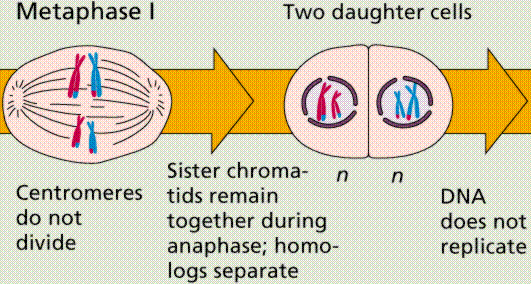 Metaphase I
Two daughter cells
Centromeres
do not
divide
Sister chroma-
tids remain
together during
anaphase; homo-
logs separate
n
n
DNA
does not
replicate